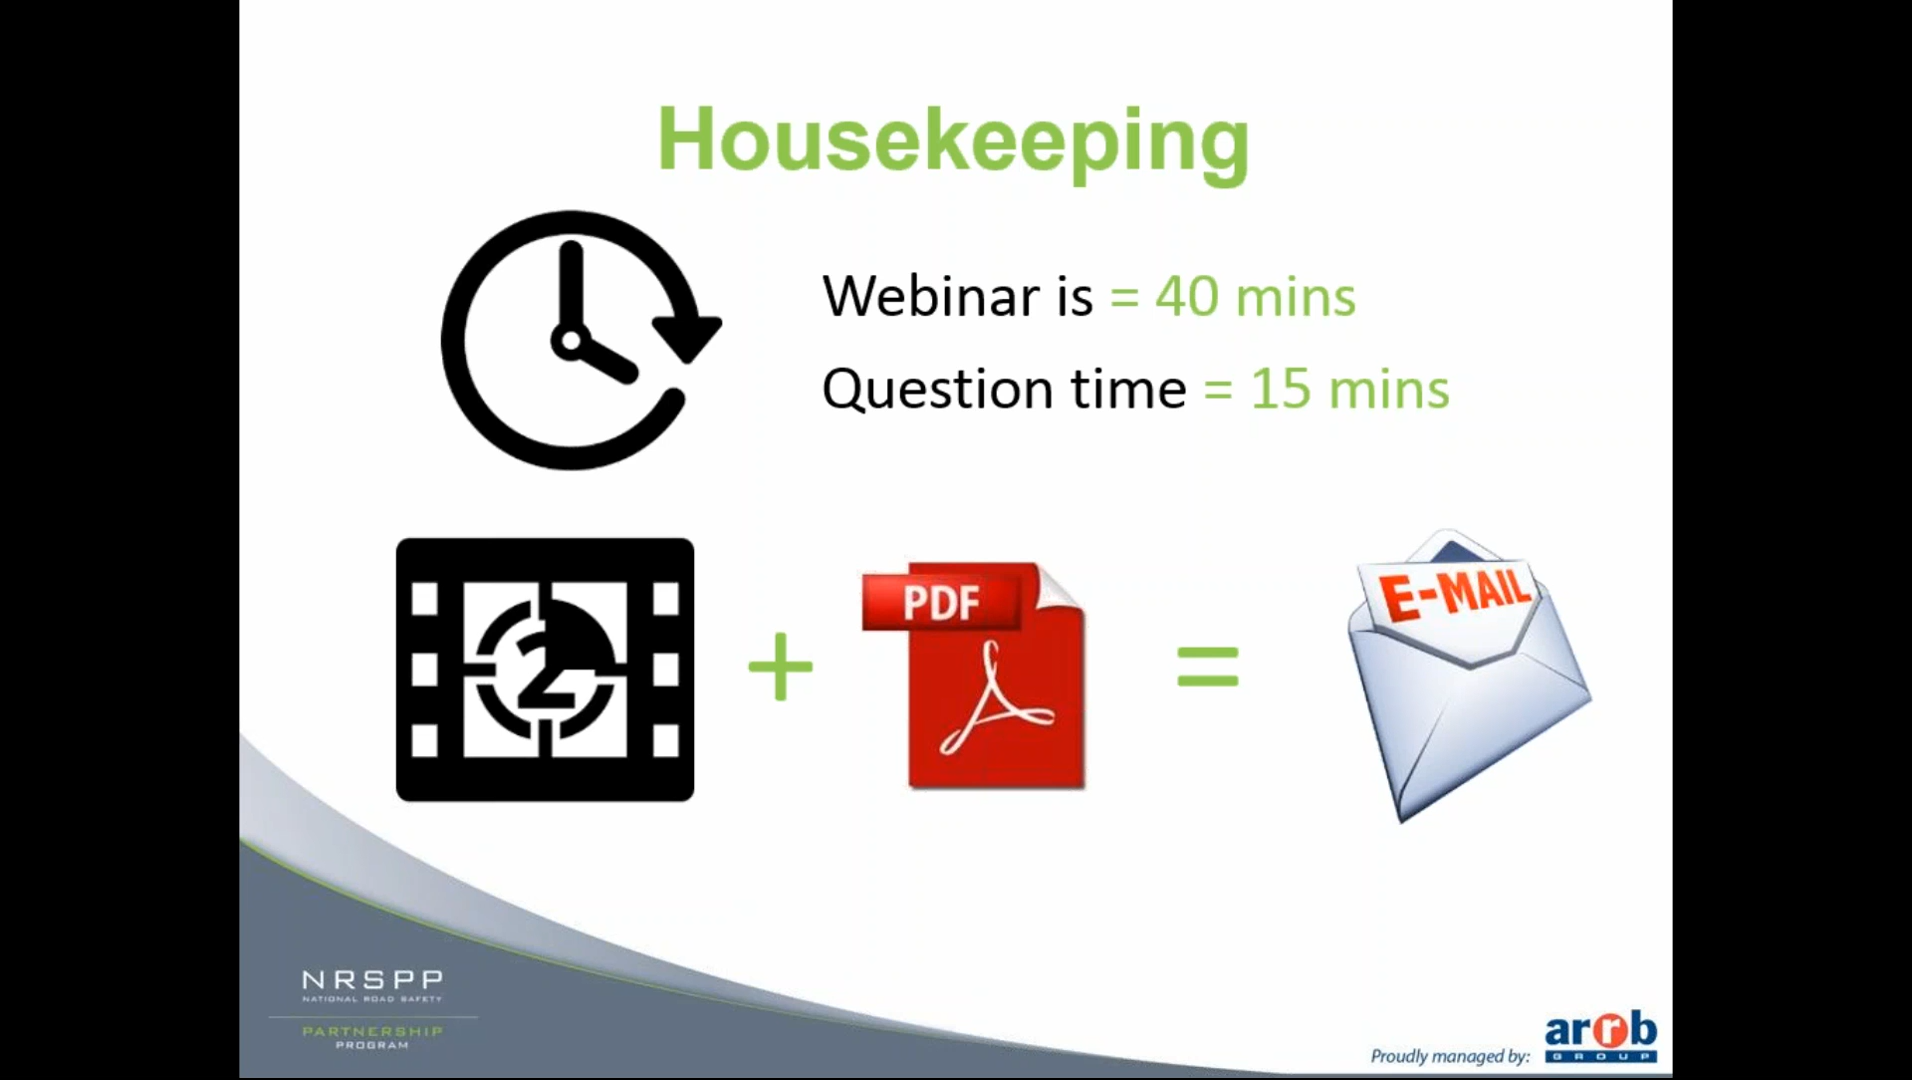 Housekeeping
Webinar is = 40 mins
Question time = 15 mins
2
+
PDF
=
E-MAIL
NRSPP
NATIONAL ROAD SAFETY
PARTNERSHIP
PROGRAM
Proudly managed by:
arrb
GROUP